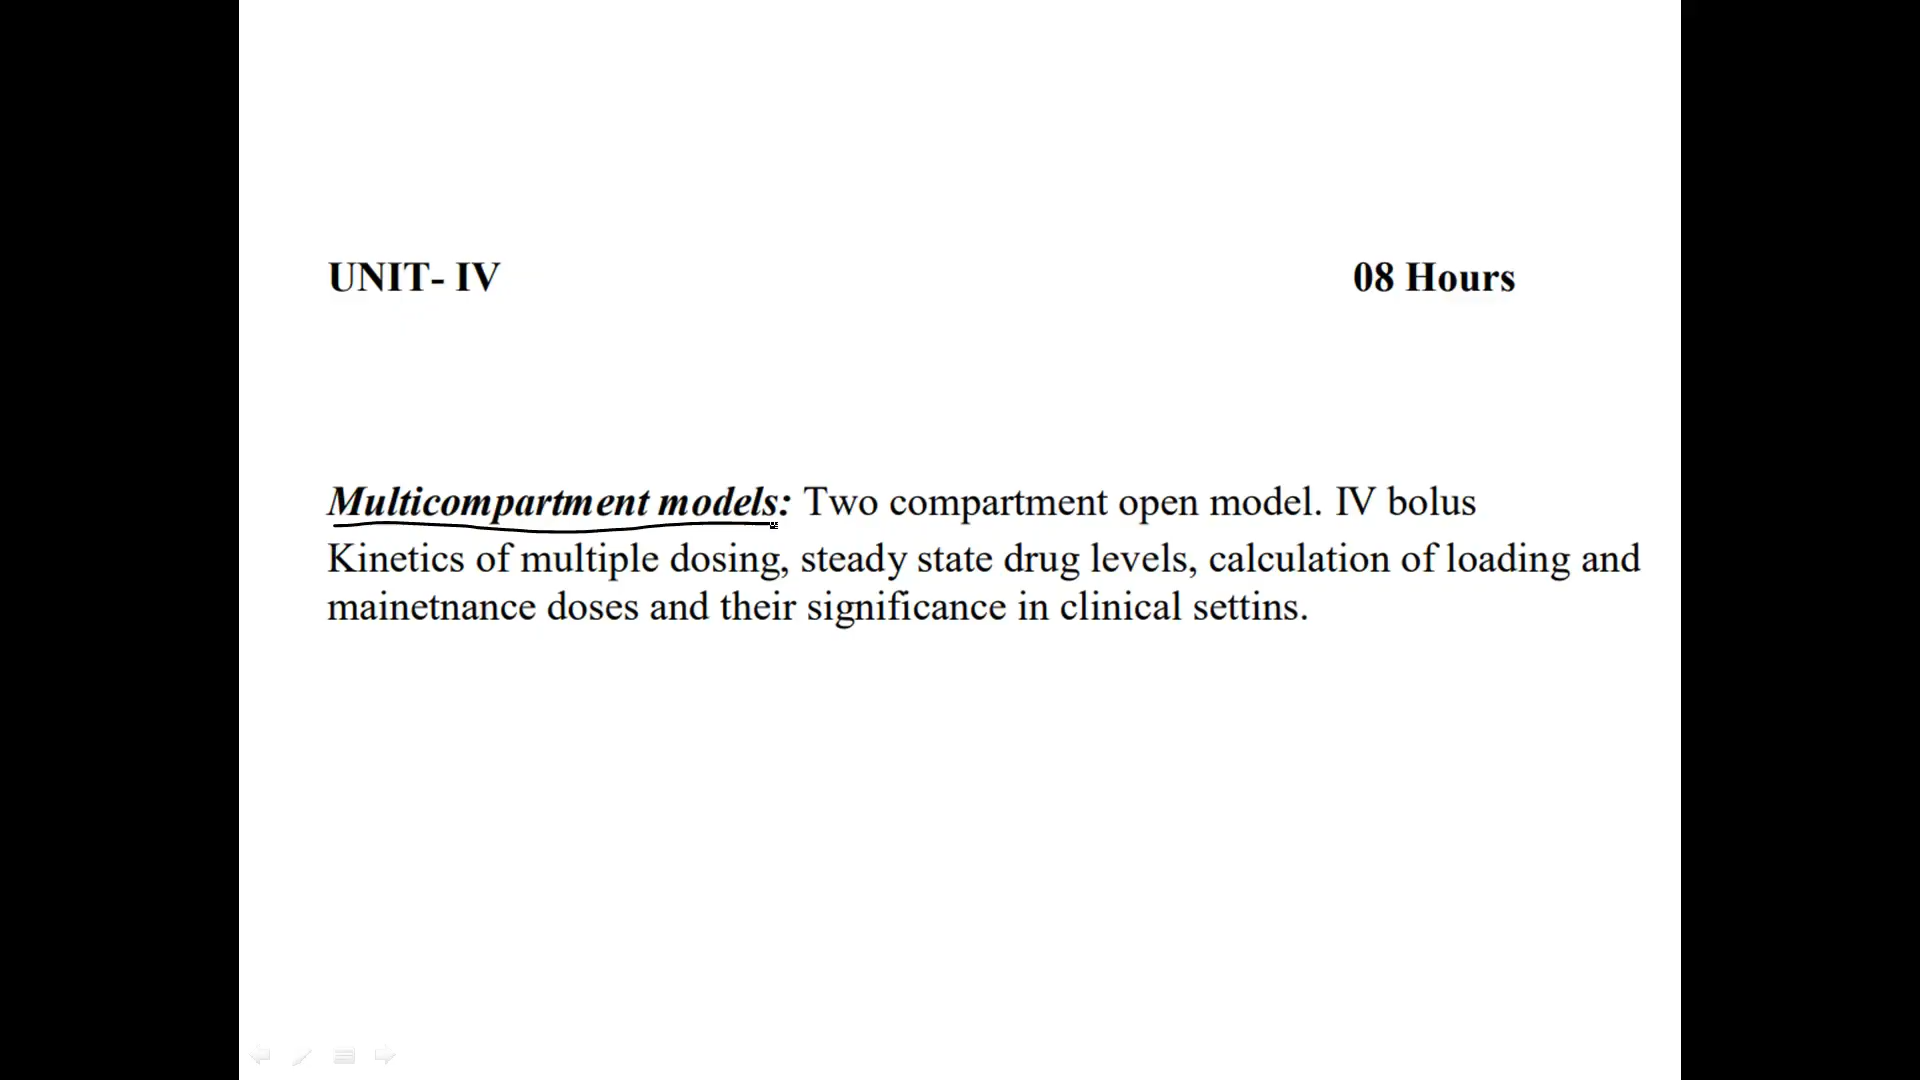 UNIT- IV 08 Hours
Multicompartment models: Two compartment open model. IV bolus
Kinetics of multiple dosing, steady state drug levels, calculation of loading and
mainetnance doses and their significance in clinical settins.